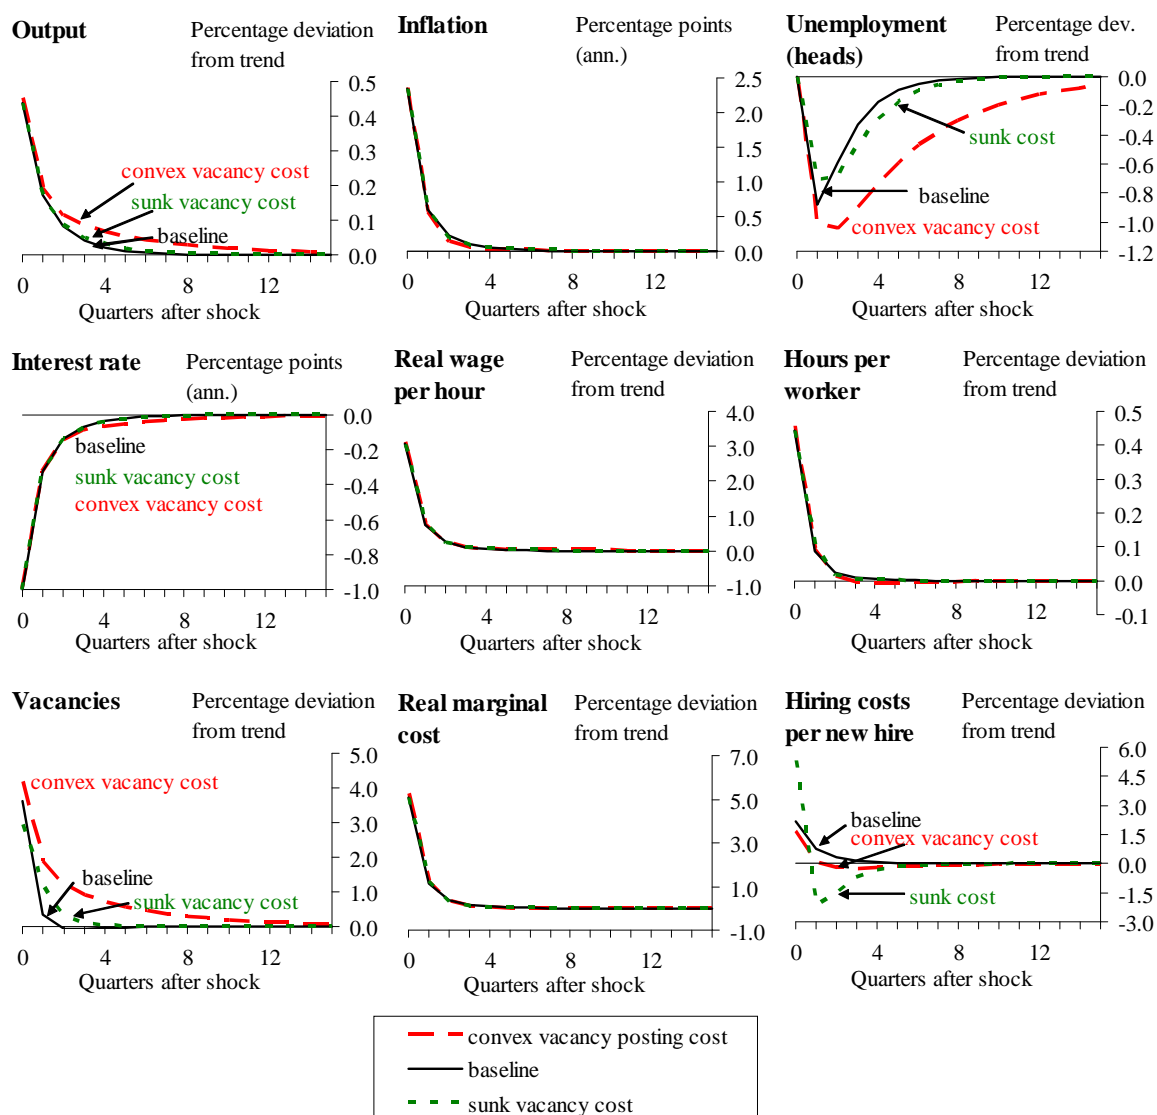 Output
Percentage deviation
from trend
0.5
0.4
0.3
0.2
0.1
0.0
convex vacancy cost
sunk vacancy cost
baseline
0 4 8 12
Quarters after shock
Inflation
Percentage points
(ann.)
2.5
2.0
1.5
1.0
0.5
0.0
0 4 8 12
Quarters after shock
Unemployment
(heads)
Percentage dev.
from trend
0.0
-0.2
-0.4
-0.6
-0.8
-1.0
-1.2
sunk cost
baseline
convex vacancy cost
0 4 8 12
Quarters after shock
Interest rate
Percentage points
(ann.)
0.0
-0.2
-0.4
-0.6
-0.8
-1.0
baseline
sunk vacancy cost
convex vacancy cost
0 4 8 12
Quarters after shock
Real wage
per hour
Percentage deviation
from trend
4.0
3.0
2.0
1.0
0.0
-1.0
0 4 8 12
Quarters after shock
Hours per
worker
Percentage deviation
from trend
0.5
0.4
0.3
0.2
0.1
0.0
-0.1
0 4 8 12
Quarters after shock
Vacancies
Percentage deviation
from trend
5.0
4.0
3.0
2.0
1.0
0.0
convex vacancy cost
baseline
sunk vacancy cost
0 4 8 12
Quarters after shock
Real marginal
cost
Percentage deviation
from trend
7.0
5.0
3.0
1.0
-1.0
0 4 8 12
Quarters after shock
Hiring costs
per new hire
Percentage deviation
from trend
6.0
4.5
3.0
1.5
0.0
-1.5
-3.0
baseline
convex vacancy cost
sunk cost
0 4 8 12
Quarters after shock
convex vacancy posting cost
baseline
sunk vacancy cost